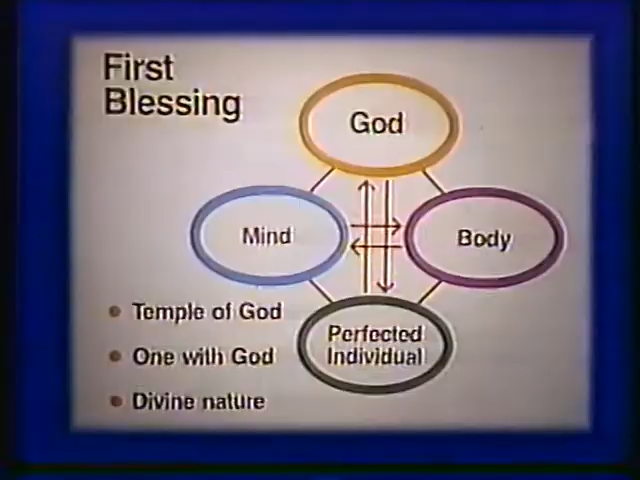 First
Blessing
God
Mind
Body
Perfected
Individual
• Temple of God
• One with God
• Divine nature